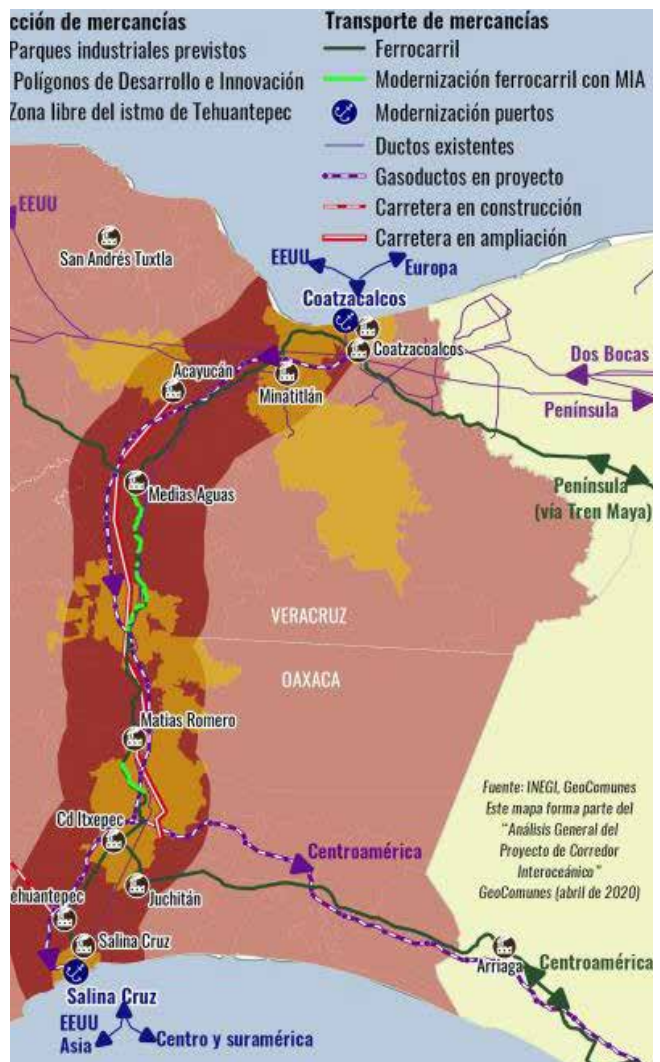 cción de mercancías
Parques industriales previstos
Polígonos de Desarrollo e Innovación
Zona libre del istmo de Tehuantepec
Transporte de mercancías
Ferrocarril
Modernización ferrocarril con MIA
Modernización puertos
Ductos existentes
Gasoductos en proyecto
Carretera en construcción
Carretera en ampliación
EEUU
San Andrés Tuxtla
EEUU
Europa
Coatzacalcos
Coatzacoalcos
Dos Bocas
Península
Acayucán
Minatitlán
Medias Aguas
Península
(vía Tren Maya)
VERACRUZ
OAXACA
Matias Romero
Cd Itxepec
Centroamérica
Fuente: INEGI, GeoComunes
Este mapa forma parte del
“Análisis General del
Proyecto de Corredor
Interoceánico”
GeoComunes (abril de 2020)
ehuantepec
Juchitán
Salina Cruz
Arriaga
Centroamérica
Salina Cruz
EEUU
Asia
Centro y suramérica